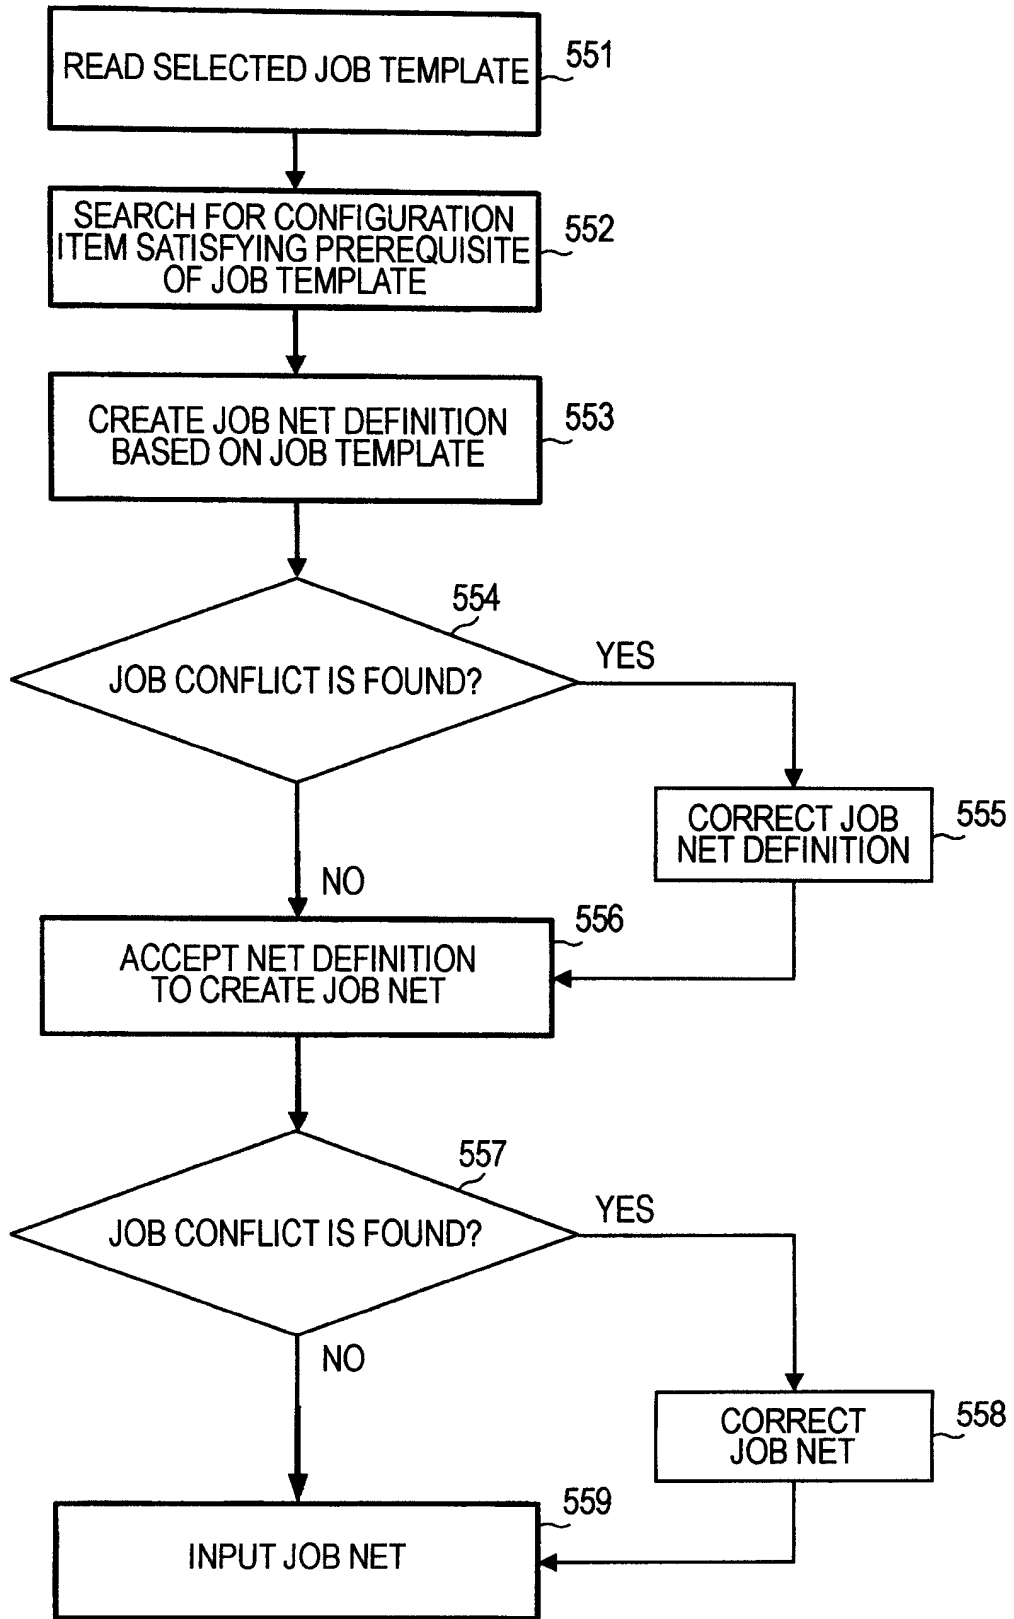 READ SELECTED JOB TEMPLATE
551
SEARCH FOR CONFIGURATION
ITEM SATISFYING PREREQUISITE
OF JOB TEMPLATE
552
CREATE JOB NET DEFINITION
BASED ON JOB TEMPLATE
553
554
JOB CONFLICT IS FOUND?
YES
CORRECT JOB
NET DEFINITION
555
NO
556
ACCEPT NET DEFINITION
TO CREATE JOB NET
557
JOB CONFLICT IS FOUND?
YES
NO
CORRECT
JOB NET
558
559
INPUT JOB NET